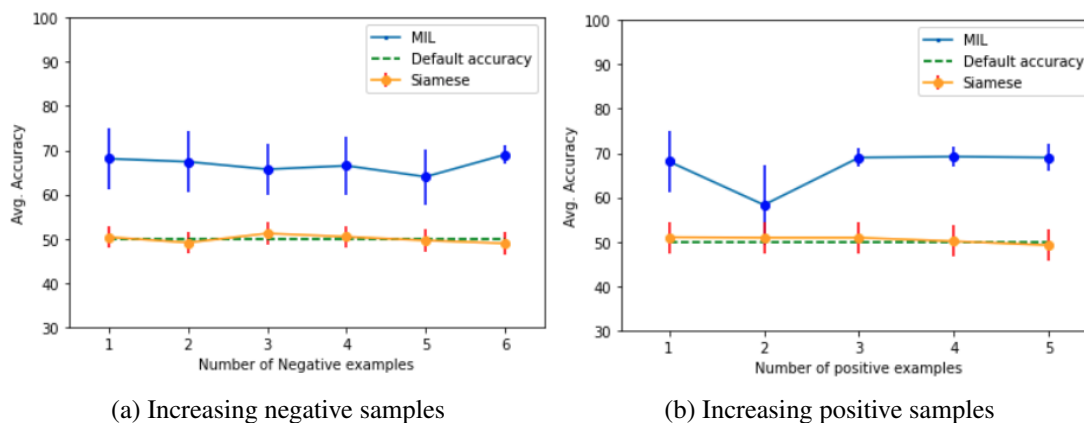 100
90
80
70
60
50
40
30
Avg. Accuracy
1 2 3 4 5 6
Number of Negative examples
MIL
Default accuracy
Siamese
(a) Increasing negative samples
100
90
80
70
60
50
40
30
Avg. Accuracy
1 2 3 4 5
Number of positive examples
MIL
Default accuracy
Siamese
(b) Increasing positive samples